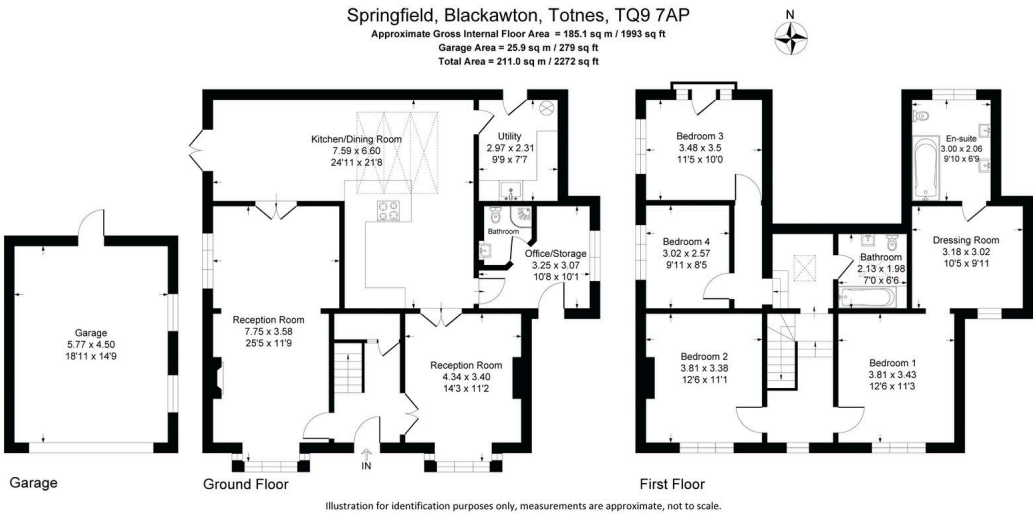 Springfield, Blackawton, Totnes, TQ9 7AP
Approximate Gross Internal Floor Area = 185.1 sq m / 1993 sq ft
Garage Area = 25.9 sq m / 279 sq ft
Total Area = 211.0 sq m / 2272 sq ft
N
Kitchen/Dining Room
7.59 x 6.60
24'11 x 21'8
Utility
2.97 x 2.31
9'9 x 7'7
Bathroom
Office/Storage
3.25 x 3.07
10'8 x 10'1
Reception Room
7.75 x 3.58
25'5 x 11'9
Reception Room
4.34 x 3.40
14'3 x 11'2
IN
Garage
5.77 x 4.50
18'11 x 14'9
Bedroom 3
3.48 x 3.5
11'5 x 10'0
En-suite
3.00 x 2.06
9'10 x 6'9
Bedroom 4
3.02 x 2.57
9'11 x 8'5
Bathroom
2.13 x 1.98
7'0 x 6'6
Dressing Room
3.18 x 3.02
10'5 x 9'11
Bedroom 2
3.81 x 3.38
12'6 x 11'1
Bedroom 1
3.81 x 3.43
12'6 x 11'3
Garage
Ground Floor
First Floor
Illustration for identification purposes only, measurements are approximate, not to scale.